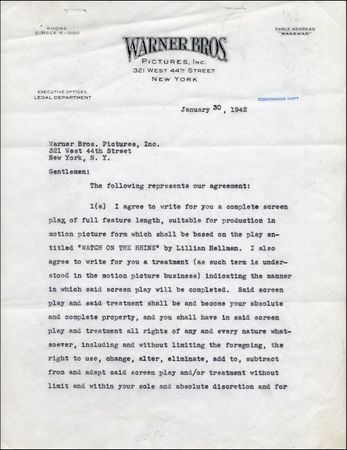 PHONE
CIRCLE 6-1000
CABLE ADDRESS
"WANEWAR"
WARNER BROS.
PICTURES, INC.
321 WEST 44TH STREET
NEW YORK
EXECUTIVE OFFICES
LEGAL DEPARTMENT
CONFORMED COPY
January 30, 1942
Warner Bros. Pictures, Inc.
321 West 44th Street
New York, N. Y.
Gentlemen:
The following represents our agreement:
1(a) I agree to write for you a complete screen
play, of full feature length, suitable for production in
motion picture form which shall be based on the play en-
titled "WATCH ON THE RHINE" by Lillian Hellman. I also
agree to write for you a treatment (as such term is under-
stood in the motion picture business) indicating the manner
in which said screen play will be completed. Said screen
play and said treatment shall be and become your absolute
and complete property, and you shall have in said screen
play and treatment all rights of any and every nature what-
soever, including and without limiting the foregoing, the
right to use, change, alter, eliminate, add to, subtract
from and adapt said screen play and/or treatment without
limit and within your sole and absolute discretion and for